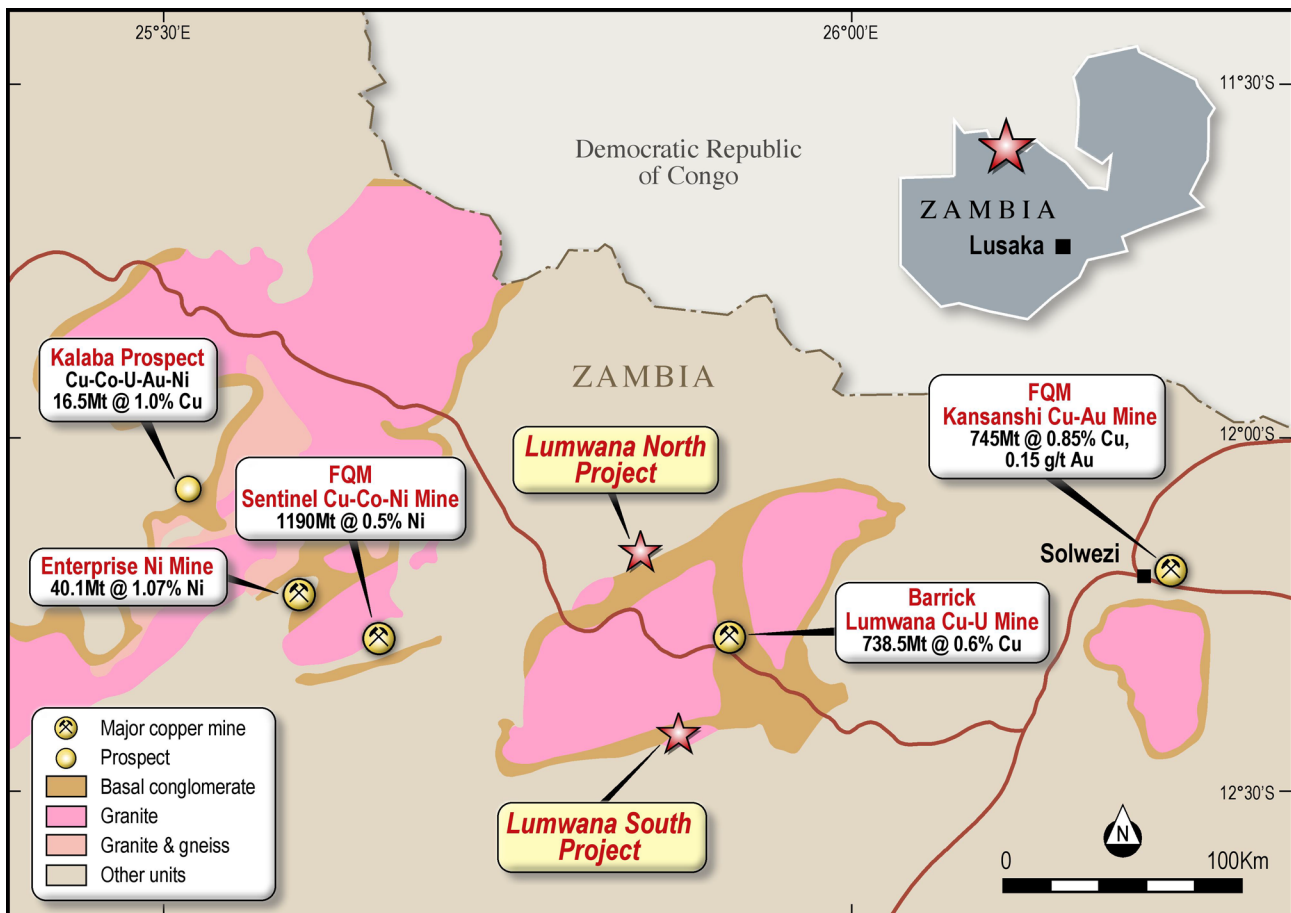 25°30'E
26°00'E
11°30'S
Democratic Republic
of Congo
ZAMBIA
Lusaka
Kalaba Prospect
Cu-Co-U-Au-Ni
16.5Mt @ 1.0% Cu
ZAMBIA
FQM
Kansanshi Cu-Au Mine
745Mt @ 0.85% Cu,
0.15 g/t Au
12°00'S
Lumwana North
Project
FQM
Sentinel Cu-Co-Ni Mine
1190Mt @ 0.5% Ni
Enterprise Ni Mine
40.1Mt @ 1.07% Ni
Solwezi
Barrick
Lumwana Cu-U Mine
738.5Mt @ 0.6% Cu
Major copper mine
Prospect
Basal conglomerate
Granite
Granite & gneiss
Other units
Lumwana South
Project
12°30'S
N
0 100Km